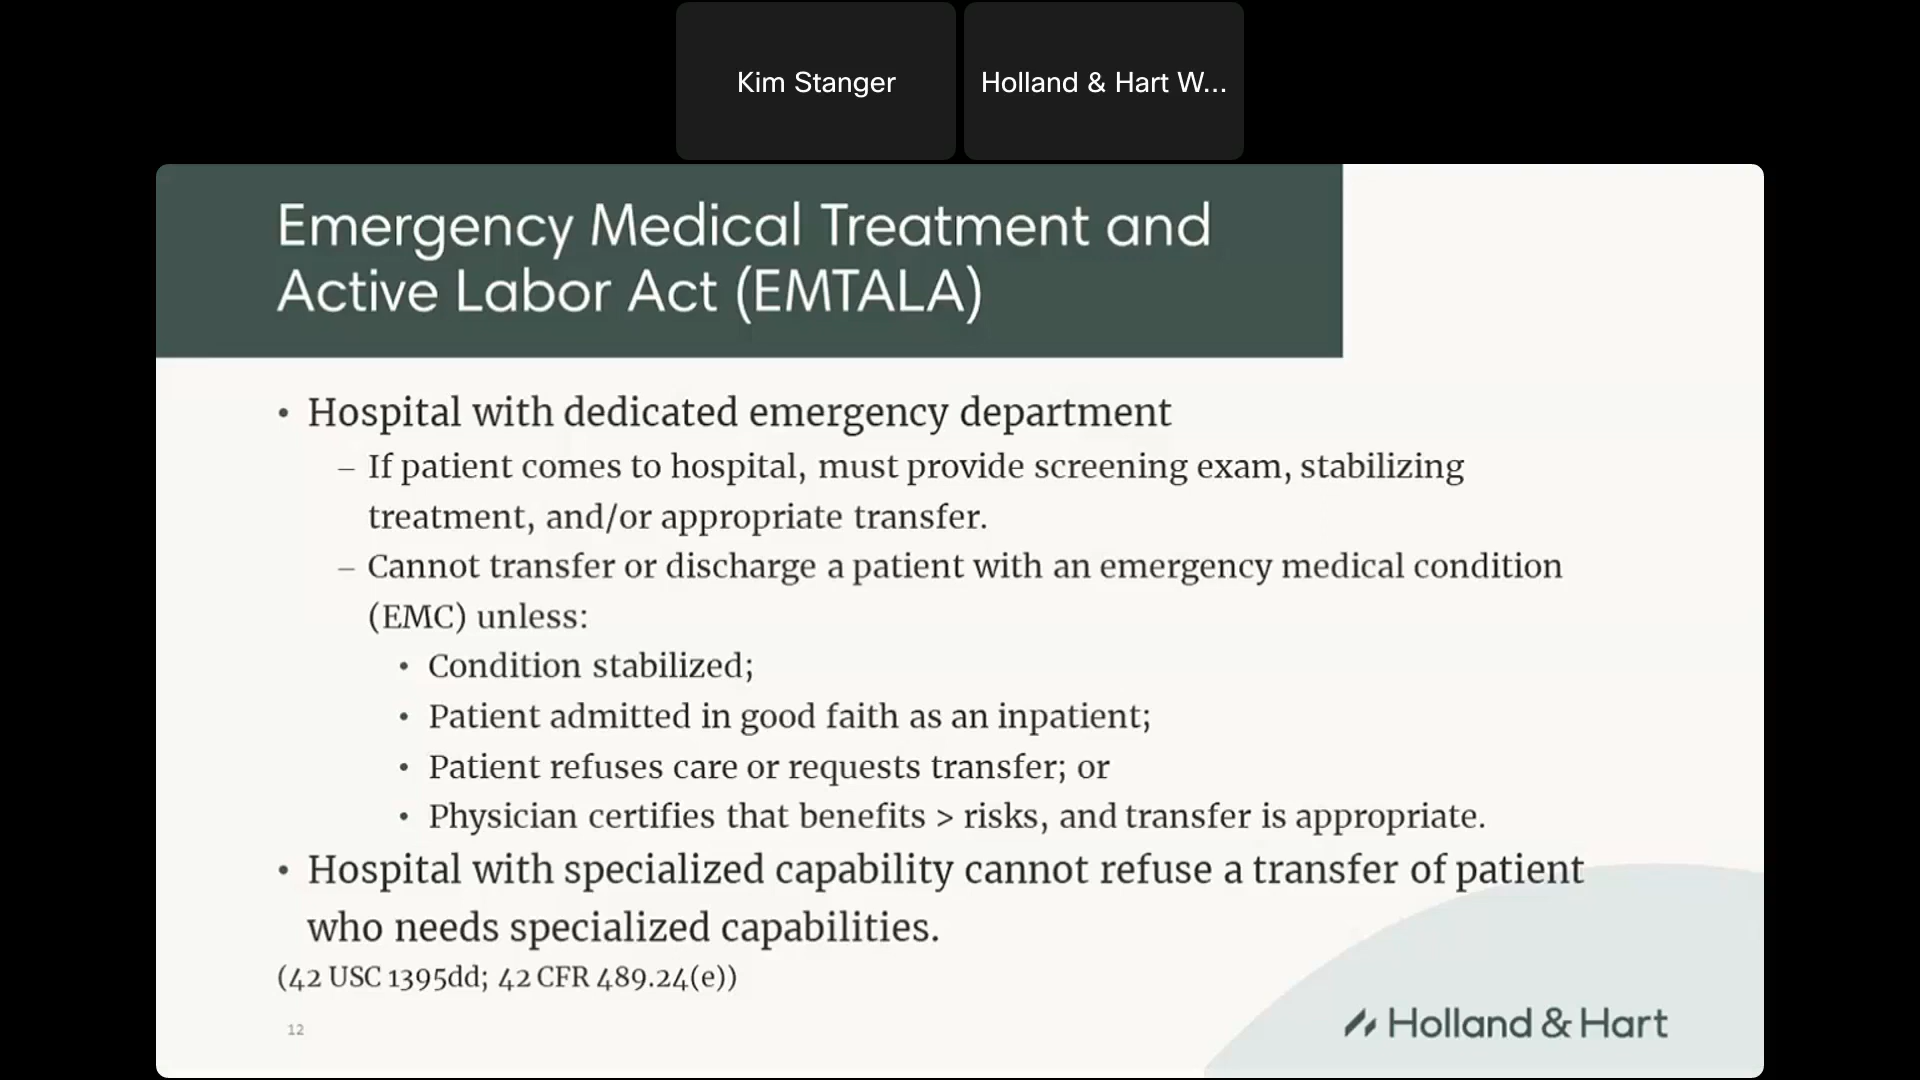 Kim Stanger
Holland & Hart W...
Emergency Medical Treatment and
Active Labor Act (EMTALA)
• Hospital with dedicated emergency department
– If patient comes to hospital, must provide screening exam, stabilizing
treatment, and/or appropriate transfer.
– Cannot transfer or discharge a patient with an emergency medical condition
(EMC) unless:
• Condition stabilized;
• Patient admitted in good faith as an inpatient;
• Patient refuses care or requests transfer; or
• Physician certifies that benefits > risks, and transfer is appropriate.
• Hospital with specialized capability cannot refuse a transfer of patient
who needs specialized capabilities.
(42 USC 1395dd; 42 CFR 489.24(e))
12
Holland & Hart